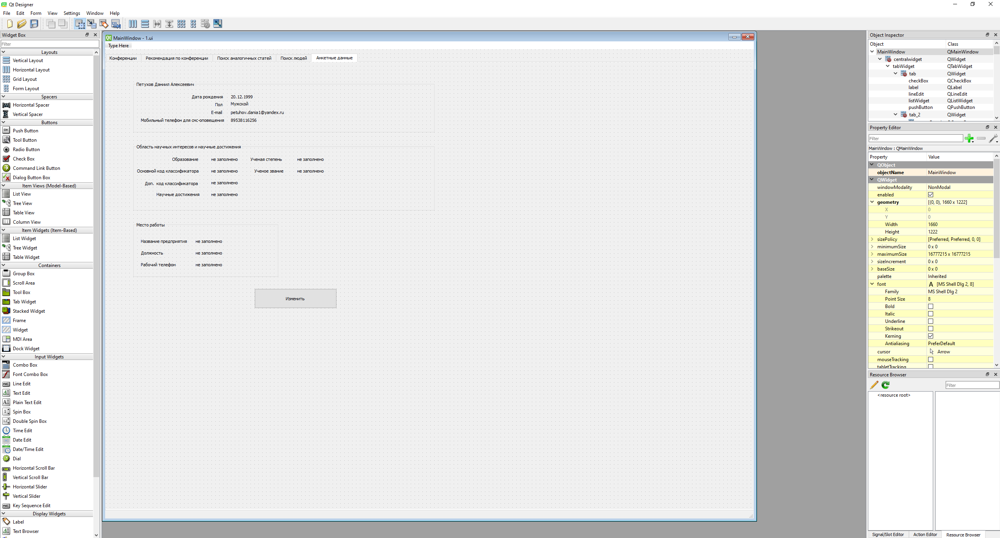 Qt Designer
File Edit Form View Settings Window Help
Widget Box
Filter
Layouts
Vertical Layout
Horizontal Layout
Grid Layout
Form Layout
Spacers
Horizontal Spacer
Vertical Spacer
Buttons
Push Button
Tool Button
Radio Button
Check Box
Command Link Button
Dialog Button Box
Item Views (Model-Based)
List View
Tree View
Table View
Column View
Item Widgets (Item-Based)
List Widget
Tree Widget
Table Widget
Containers
Group Box
Scroll Area
Tool Box
Tab Widget
Stacked Widget
Frame
Widget
MDI Area
Dock Widget
Input Widgets
Combo Box
Font Combo Box
Line Edit
Text Edit
Plain Text Edit
Spin Box
Double Spin Box
Time Edit
Date Edit
Date/Time Edit
Dial
Horizontal Scroll Bar
Vertical Scroll Bar
Horizontal Slider
Vertical Slider
Key Sequence Edit
Display Widgets
Label
Text Browser
MainWindow - 1.ui
Type Here
Конференции Рекомендация по конференции Поиск аналогичных статей Поиск людей Анкетные данные
Петухов Даниил Алексеевич
Дата рождения 20.12.1999
Пол Мужской
E-mail petuhov.dania1@yandex.ru
Мобильный телефон для смс-оповещения 89538116256
Область научных интересов и научные достижения
Образование не заполнено Ученая степень не заполнено
Основной код классификатора не заполнено Ученое звание не заполнено
Доп. код классификатора не заполнено
Научные достижения не заполнено
Место работы
Название предприятия не заполнено
Должность не заполнено
Рабочий телефон не заполнено
Изменить
Object Inspector
Object Class
MainWindow QMainWindow
centralwidget QWidget
tabWidget QTabWidget
tab QWidget
checkBox QCheckBox
label QLabel
lineEdit QLineEdit
listWidget QListWidget
pushButton QPushButton
tab_2 QWidget
Property Editor
Filter
MainWindow : QMainWindow
Property Value
QObject
objectName MainWindow
QWidget
windowModality NonModal
enabled
geometry [(0, 0), 1660 x 1222]
X 0
Y 0
Width 1660
Height 1222
sizePolicy [Preferred, Preferred, 0, 0]
minimumSize 0 x 0
maximumSize 16777215 x 16777215
sizeIncrement 0 x 0
baseSize 0 x 0
palette Inherited
font A [MS Shell Dlg 2, 8]
Family MS Shell Dlg 2
Point Size 8
Bold
Italic
Underline
Strikeout
Kerning
Antialiasing PreferDefault
cursor Arrow
mouseTracking
tabletTracking
Resource Browser
Filter
<resource root>
Signal/Slot Editor Action Editor Resource Browser